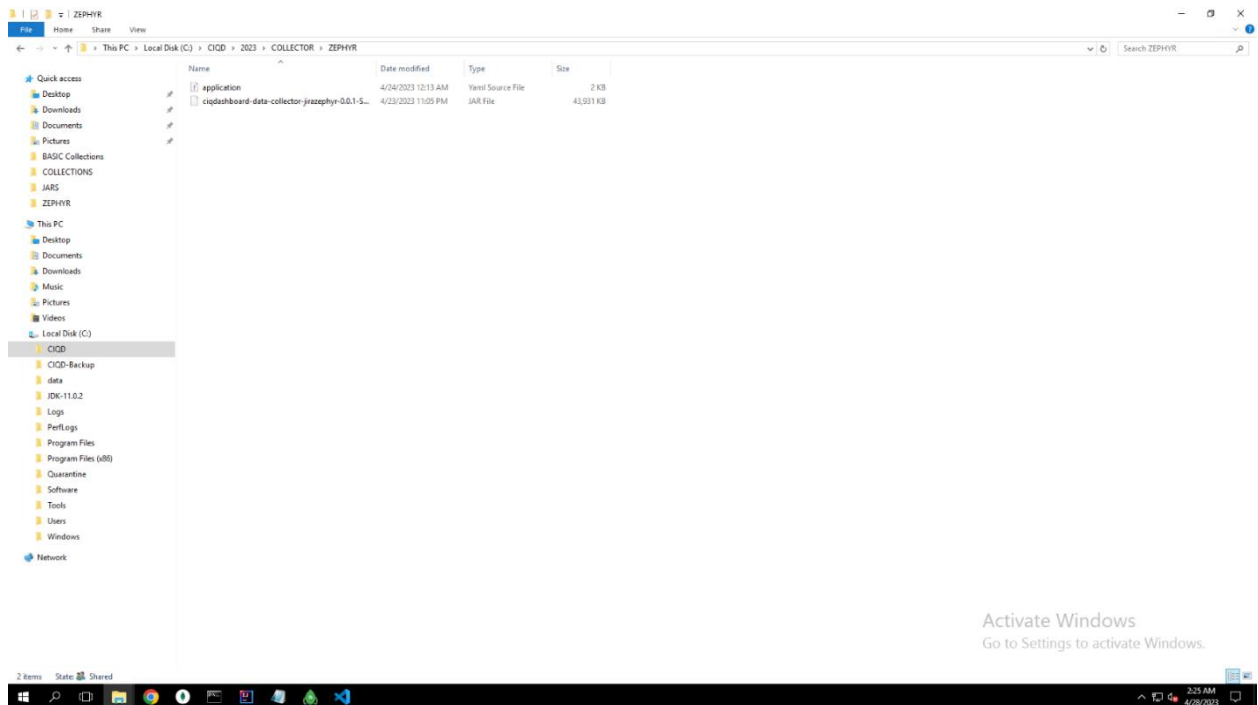 ZEPHYR
File Home Share View
This PC > Local Disk (C:) > CIQD > 2023 > COLLECTOR > ZEPHYR
Search ZEPHYR
Name Date modified Type Size
application 4/24/2023 12:13 AM Yaml Source File 2 KB
ciqdashboard-data-collector-jirazephyr-0.0.1-S... 4/23/2023 11:05 PM JAR File 43,931 KB
Quick access
Desktop
Downloads
Documents
Pictures
BASIC Collections
COLLECTIONS
JARS
ZEPHYR
This PC
Desktop
Documents
Downloads
Music
Pictures
Videos
Local Disk (C:)
CIQD
CIQD-Backup
data
JDK-11.0.2
Logs
PerfLogs
Program Files
Program Files (x86)
Quarantine
Software
Tools
Users
Windows
Network
Activate Windows
Go to Settings to activate Windows.
2 items State: Shared
2:25 AM
4/28/2023